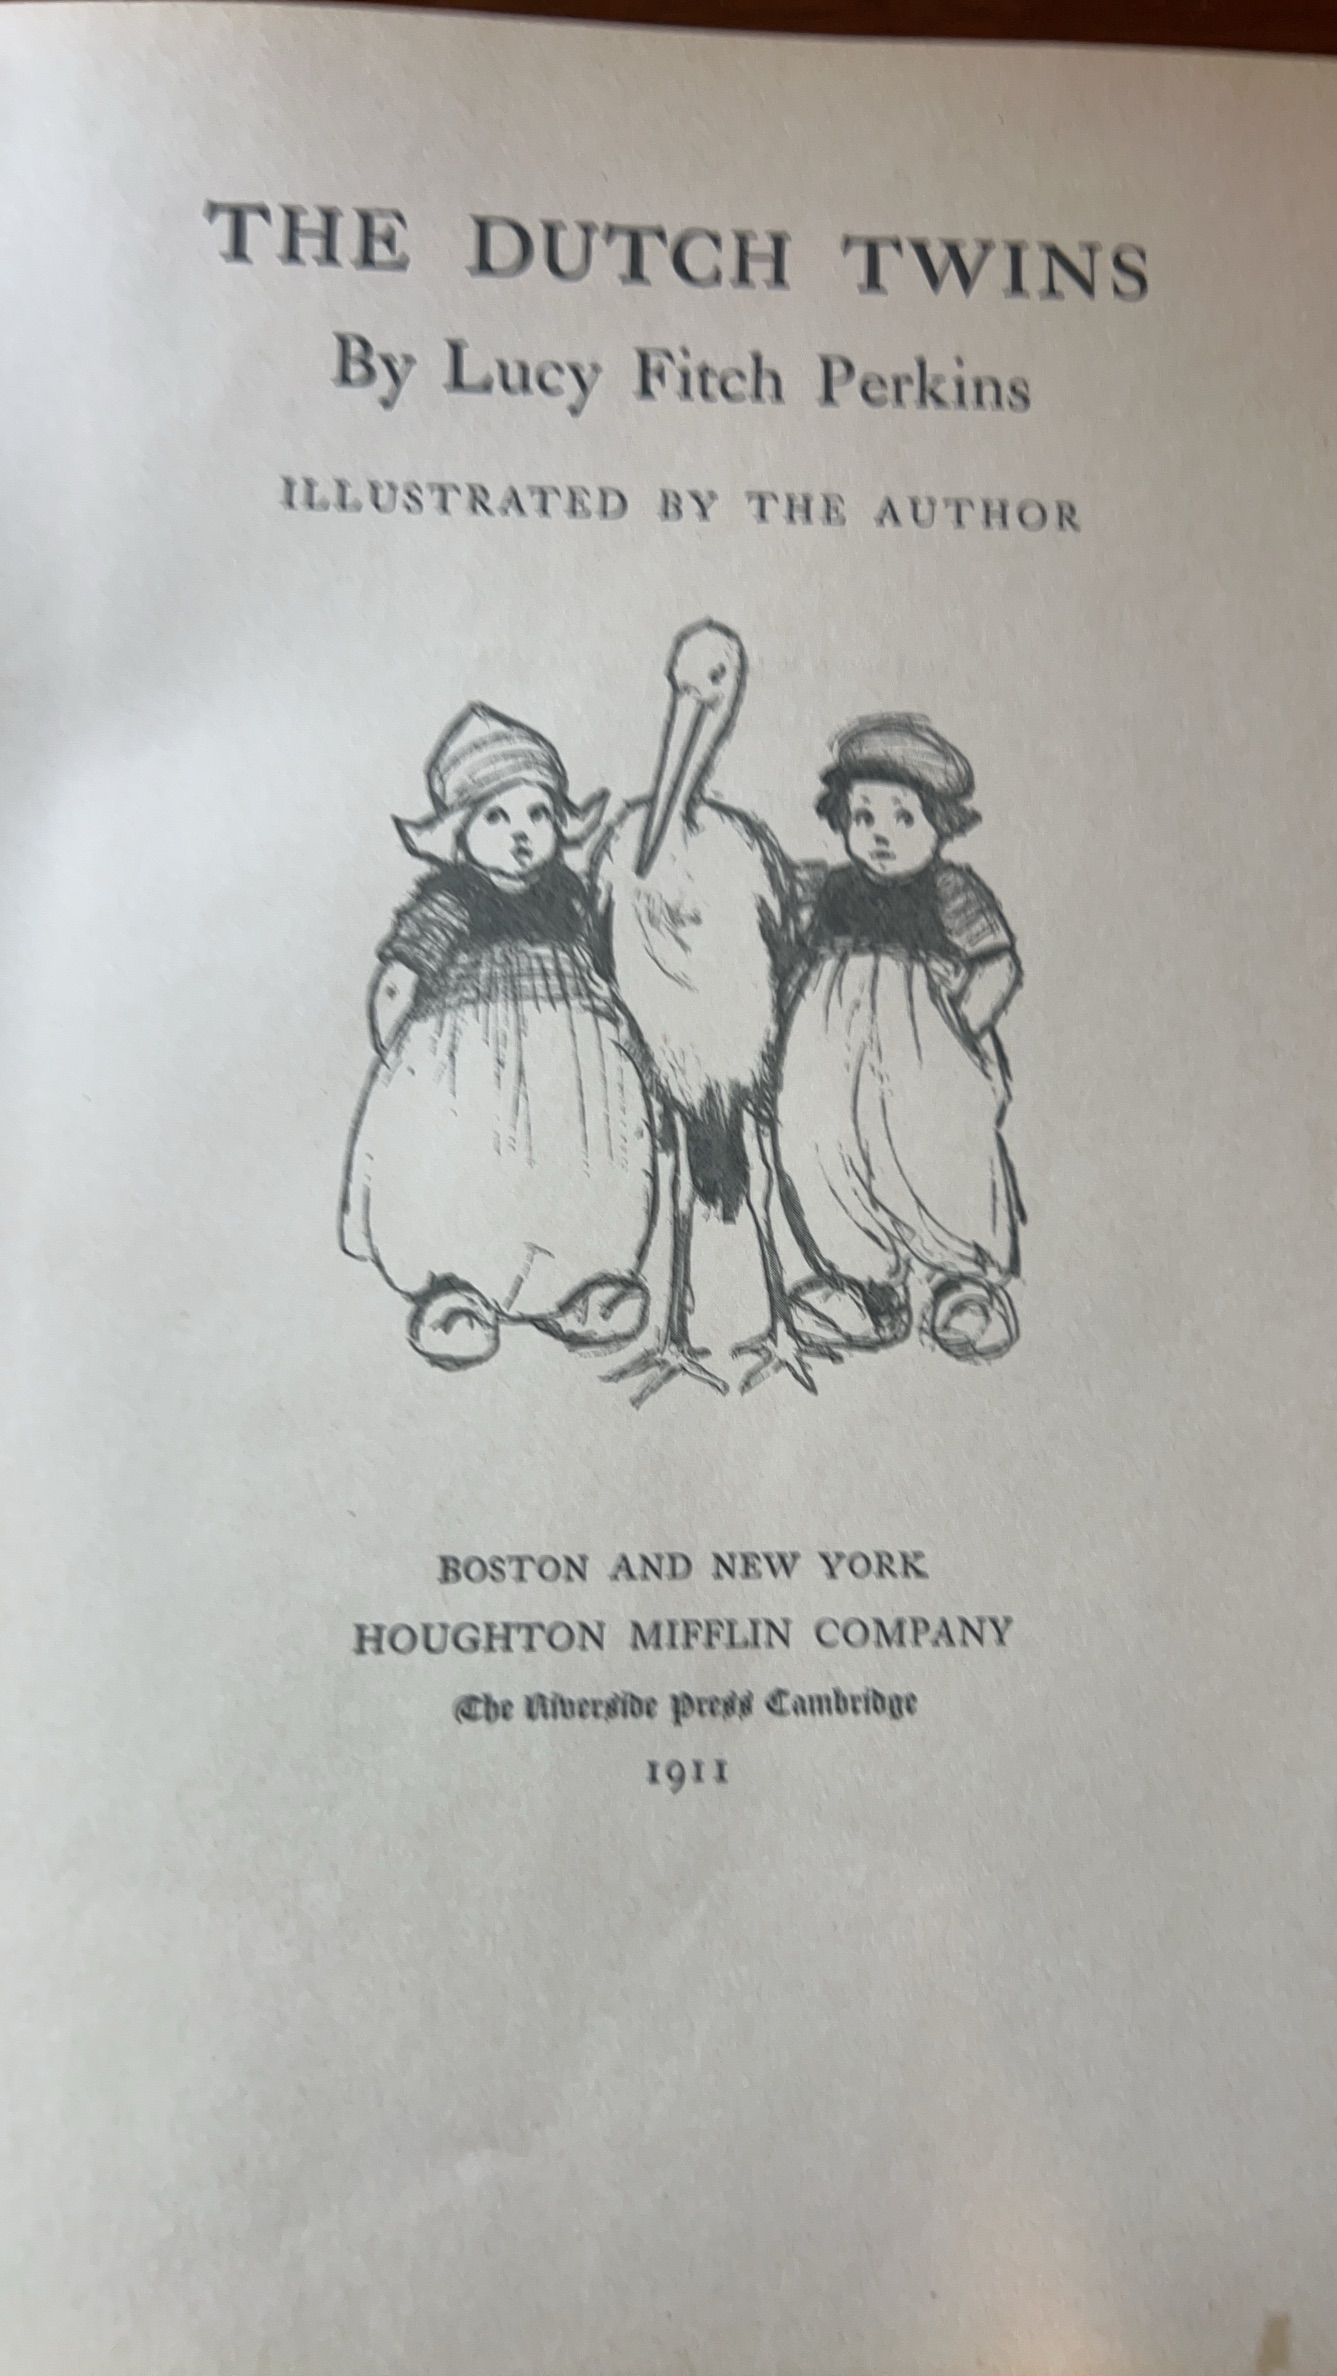 THE DUTCH TWINS
By Lucy Fitch Perkins
ILLUSTRATED BY THE AUTHOR
BOSTON AND NEW YORK
HOUGHTON MIFFLIN COMPANY
The Riverside Press Cambridge
1911